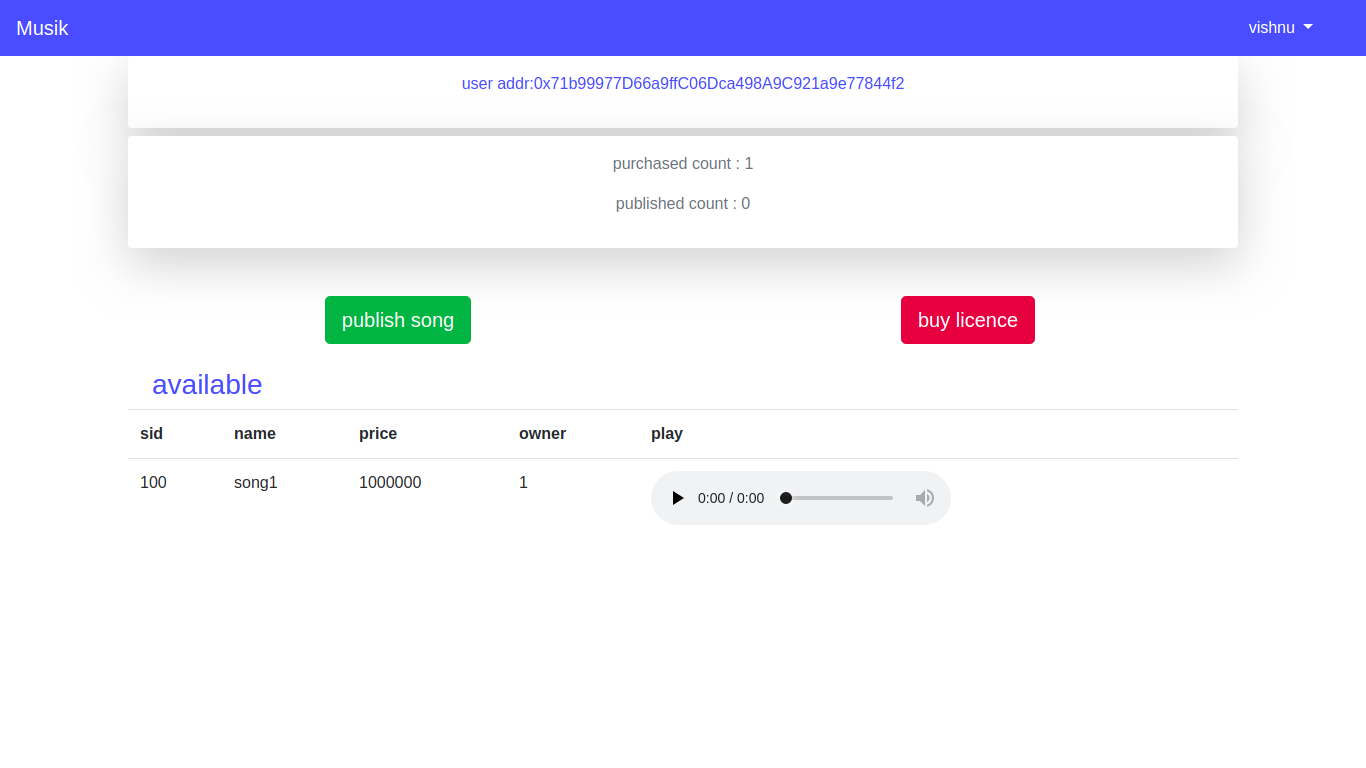 Musik vishnu
user addr:0x71b99977D66a9ffC06Dca498A9C921a9e77844f2
purchased count : 1
published count : 0
publish song buy licence
available
sid name price owner play
100 song1 1000000 1 0:00 / 0:00